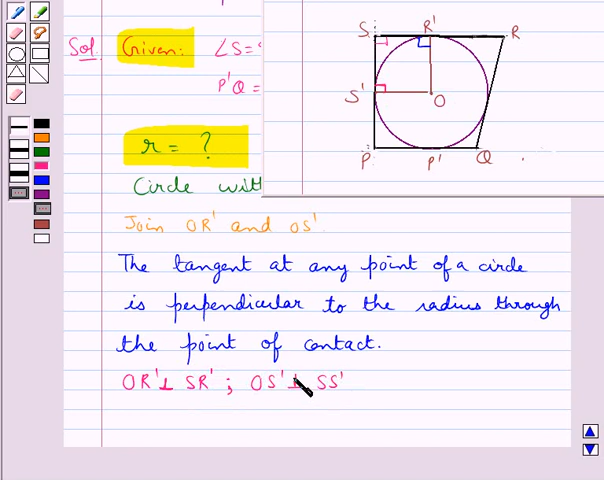 Sol. Given: ∠S=
P'Q =
r = ?
Circle with
Join OR' and OS'.
The tangent at any point of a circle
is perpendicular to the radius through
the point of contact.
OR'⊥ SR' ; OS'⊥ SS'
S R' R
S' O
P P' Q